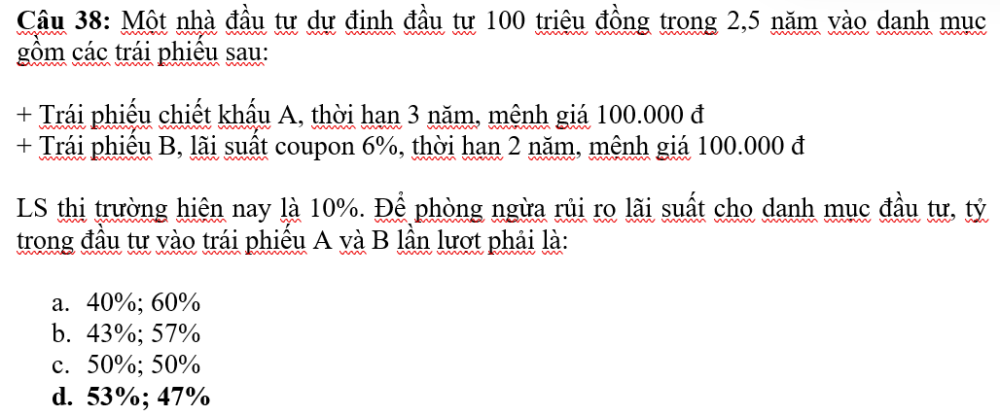 Câu 38: Một nhà đầu tư dự định đầu tư 100 triệu đồng trong 2,5 năm vào danh mục
gồm các trái phiếu sau:
+ Trái phiếu chiết khấu A, thời hạn 3 năm, mệnh giá 100.000 đ
+ Trái phiếu B, lãi suất coupon 6%, thời hạn 2 năm, mệnh giá 100.000 đ
LS thị trường hiện nay là 10%. Để phòng ngừa rủi ro lãi suất cho danh mục đầu tư, tỷ
trong đầu tư vào trái phiếu A và B lần lượt phải là:
a. 40%; 60%
b. 43%; 57%
c. 50%; 50%
d. 53%; 47%